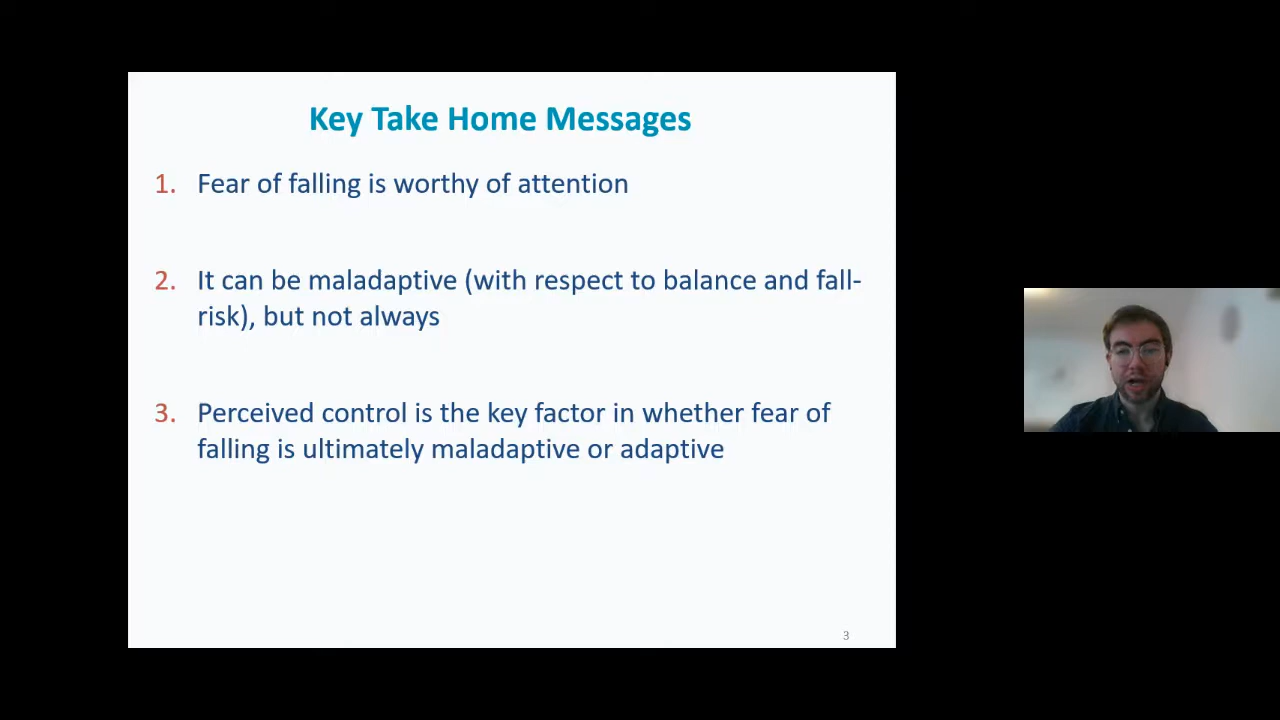 Key Take Home Messages
1. Fear of falling is worthy of attention
2. It can be maladaptive (with respect to balance and fall-
risk), but not always
3. Perceived control is the key factor in whether fear of
falling is ultimately maladaptive or adaptive
3